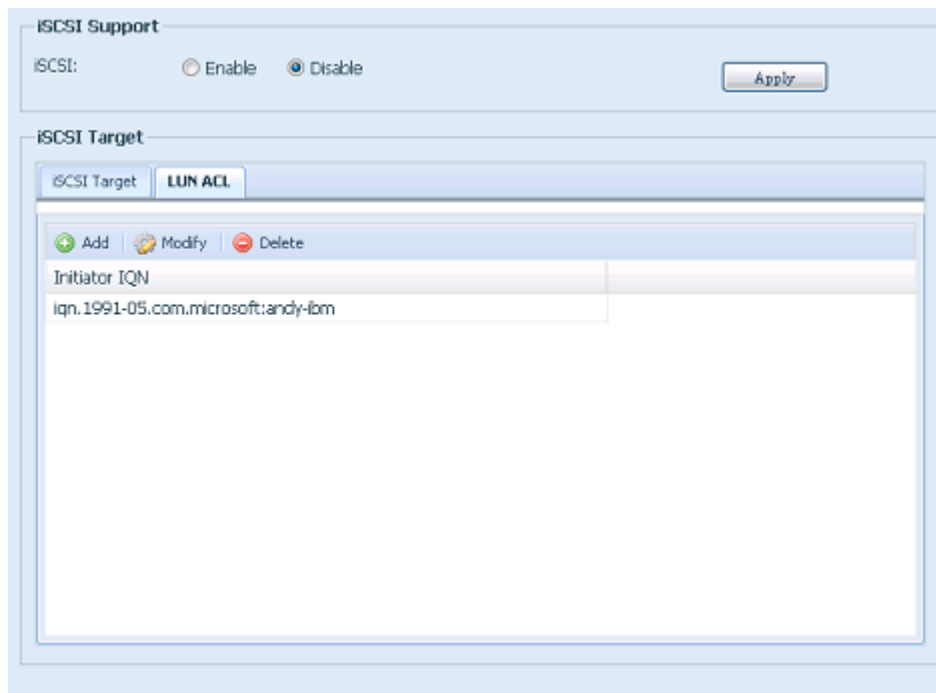 iSCSI Support
iSCSI: Enable Disable Apply
iSCSI Target
iSCSI Target LUN ACL
Add Modify Delete
Initiator IQN
iqn.1991-05.com.microsoft:andy-ibm